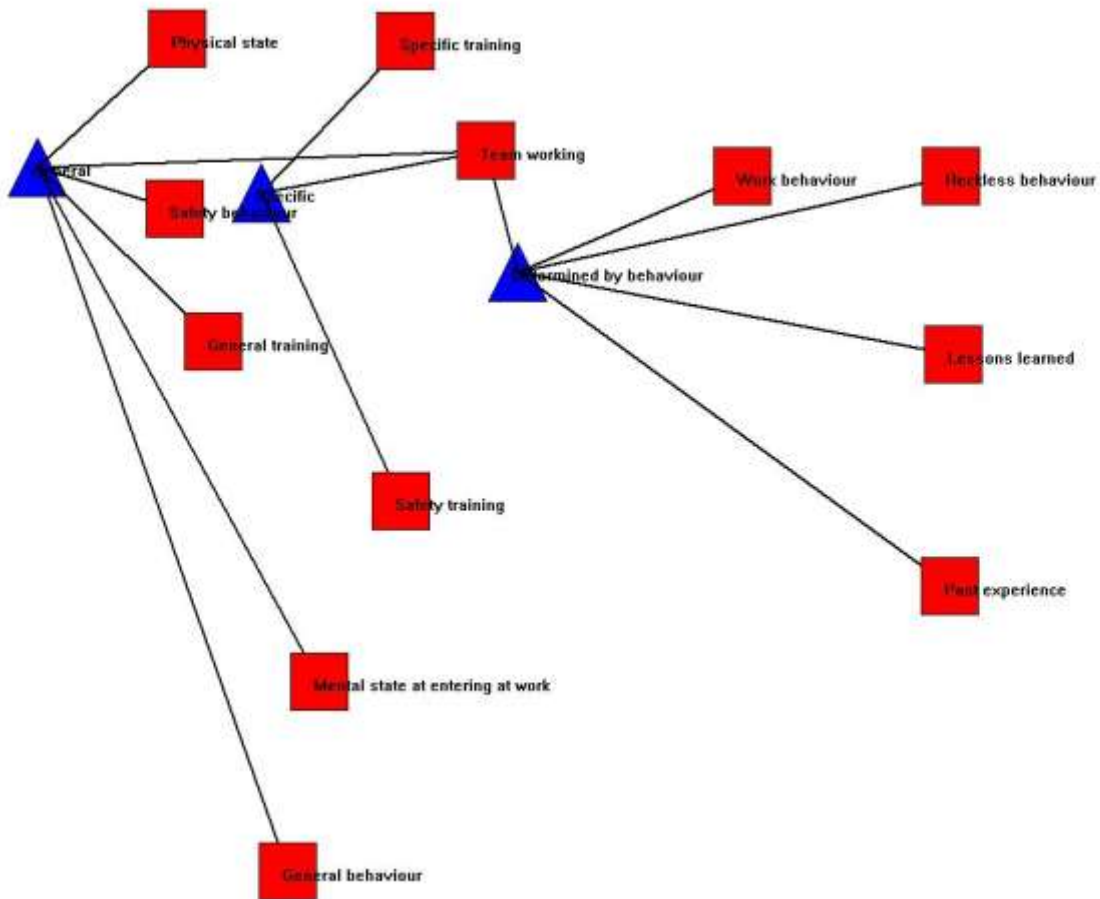 Physical state
Specific training
Team working
General
Work behaviour
Reckless behaviour
Specific
Safety behaviour
Determined by behaviour
General training
Lessons learned
Safety training
Past experience
Mental state at entering at work
General behaviour